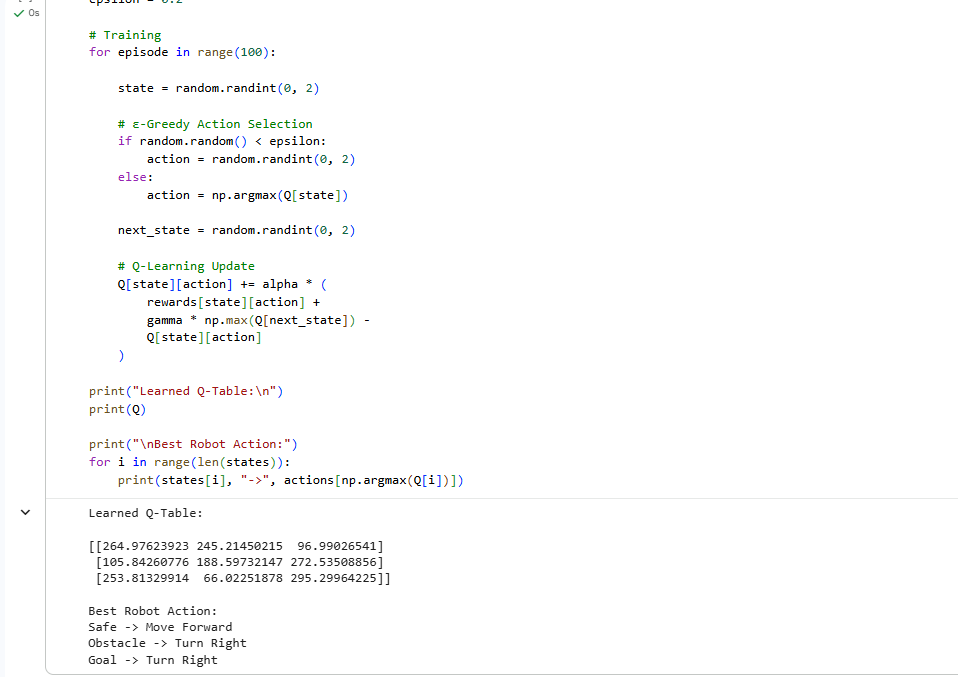 0s
epsilon = 0.2
# Training
for episode in range(100):
state = random.randint(0, 2)
# ε-Greedy Action Selection
if random.random() < epsilon:
action = random.randint(0, 2)
else:
action = np.argmax(Q[state])
next_state = random.randint(0, 2)
# Q-Learning Update
Q[state][action] += alpha * (
rewards[state][action] +
gamma * np.max(Q[next_state]) -
Q[state][action]
)
print("Learned Q-Table:\n")
print(Q)
print("\nBest Robot Action:")
for i in range(len(states)):
print(states[i], "->", actions[np.argmax(Q[i])])
Learned Q-Table:
[[264.97623923 245.21450215  96.99026541]
[105.84260776 188.59732147 272.53508856]
[253.81329914  66.02251878 295.29964225]]
Best Robot Action:
Safe -> Move Forward
Obstacle -> Turn Right
Goal -> Turn Right